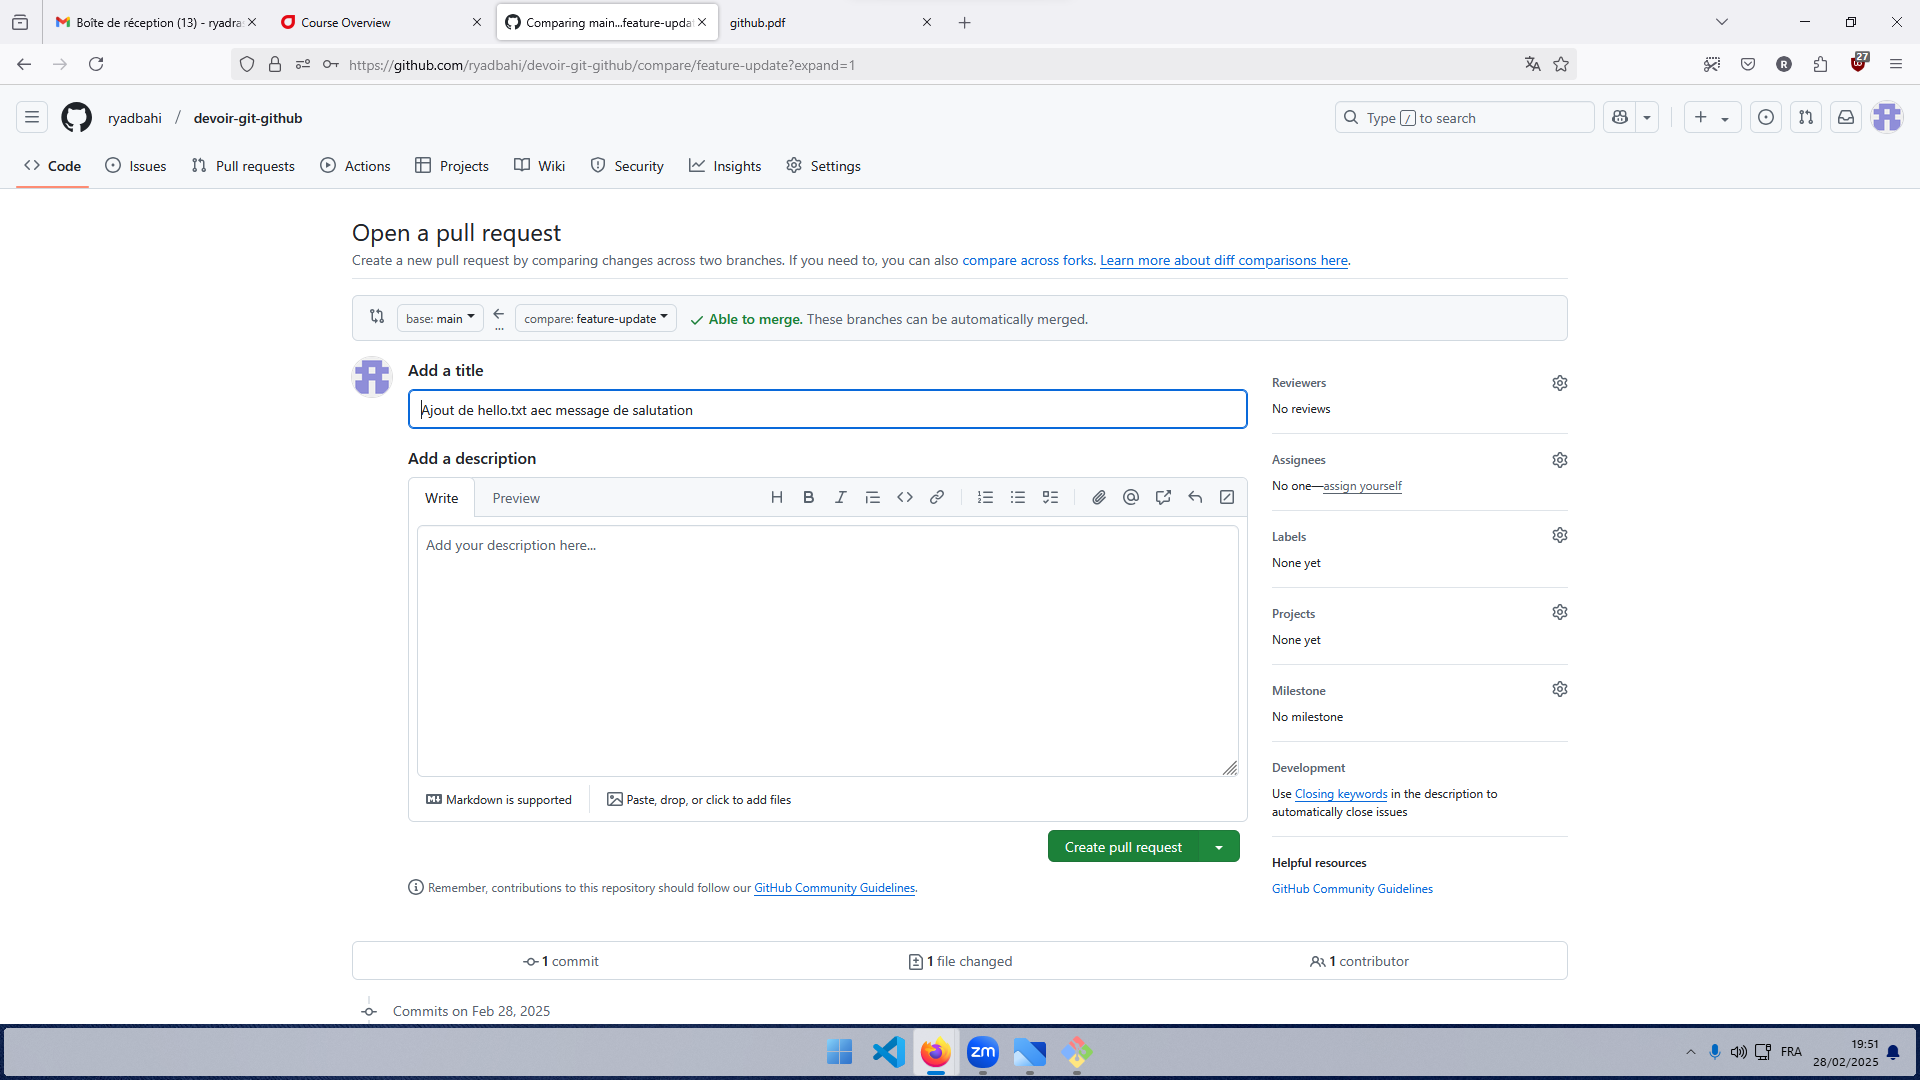 Boîte de réception (13) - ryadra
Course Overview
Comparing main...feature-upda
github.pdf
https://github.com/ryadbahi/devoir-git-github/compare/feature-update?expand=1
R
27
ryadbahi / devoir-git-github
Type / to search
Code
Issues
Pull requests
Actions
Projects
Wiki
Security
Insights
Settings
Open a pull request
Create a new pull request by comparing changes across two branches. If you need to, you can also compare across forks. Learn more about diff comparisons here.
base: main
...
compare: feature-update
Able to merge. These branches can be automatically merged.
Add a title
Ajout de hello.txt aec message de salutation
Add a description
Write
Preview
Add your description here...
Markdown is supported
Paste, drop, or click to add files
Create pull request
Remember, contributions to this repository should follow our GitHub Community Guidelines.
Reviewers
No reviews
Assignees
No one—assign yourself
Labels
None yet
Projects
None yet
Milestone
No milestone
Development
Use Closing keywords in the description to
automatically close issues
Helpful resources
GitHub Community Guidelines
1 commit
1 file changed
1 contributor
Commits on Feb 28, 2025
zm
FRA
19:51
28/02/2025